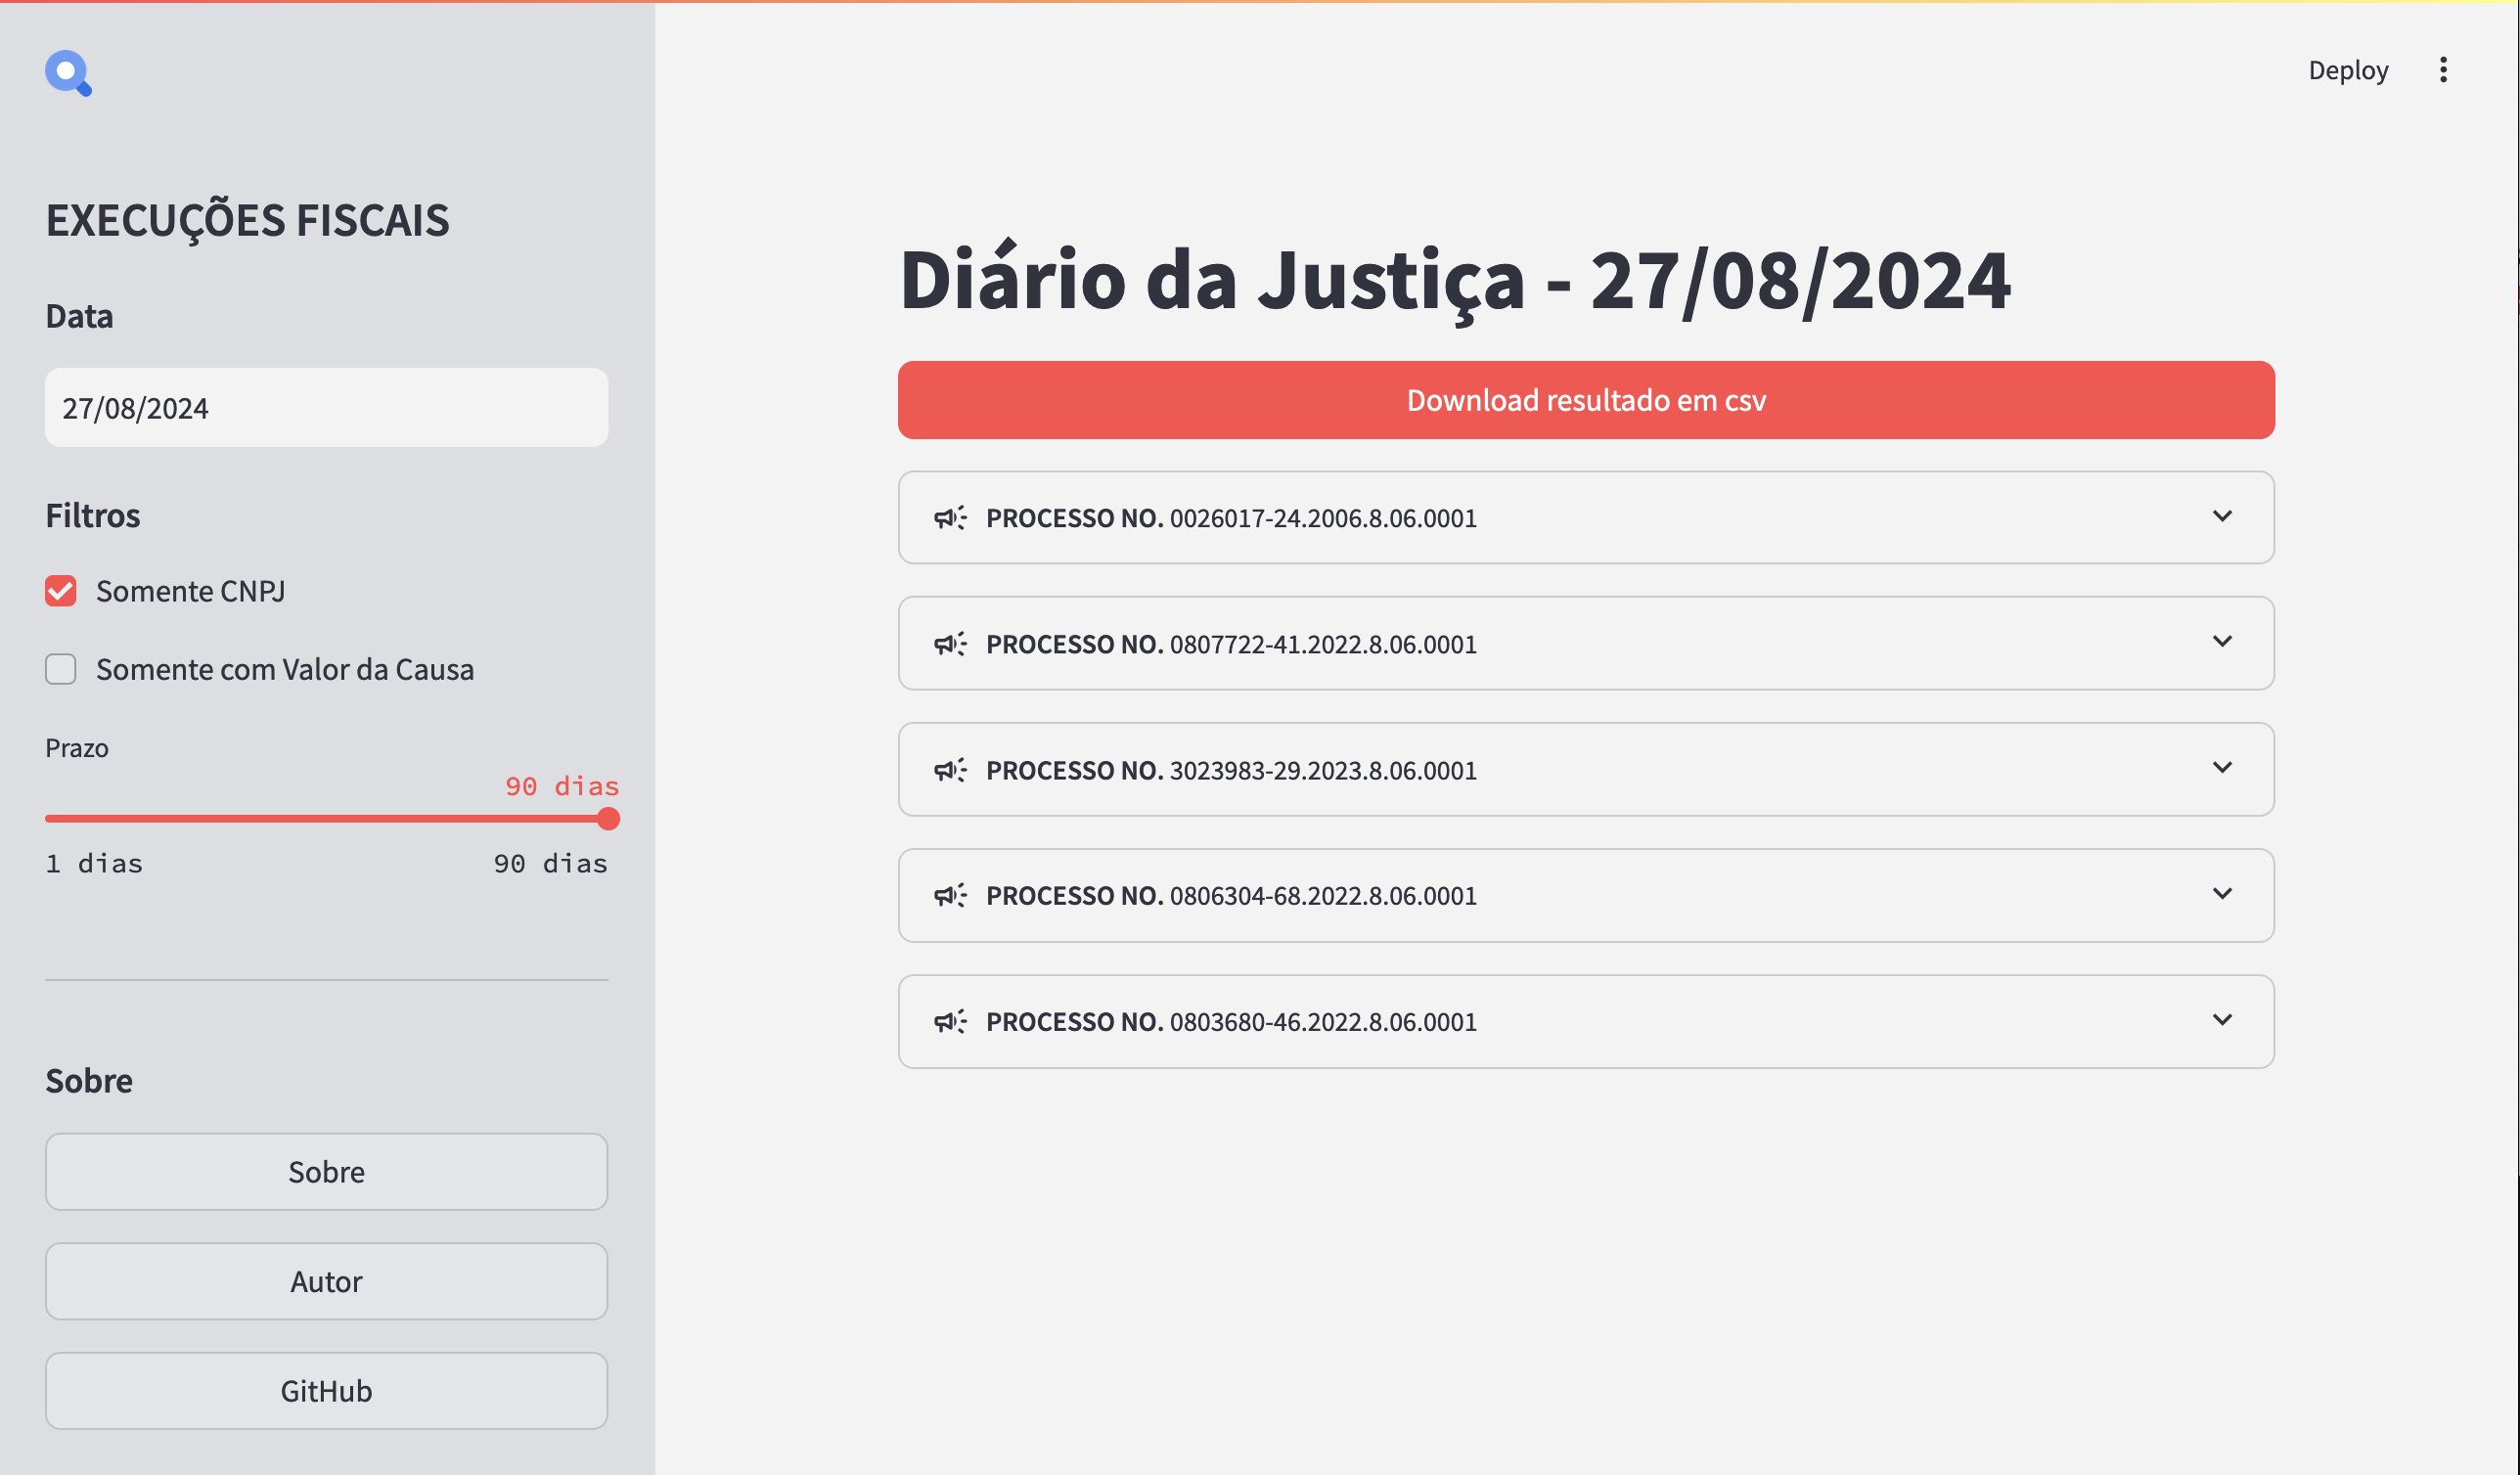 EXECUÇÕES FISCAIS
Data
27/08/2024
Filtros
Somente CNPJ
Somente com Valor da Causa
Prazo
90 dias
1 dias 90 dias
Sobre
Sobre
Autor
GitHub
Deploy
Diário da Justiça - 27/08/2024
Download resultado em csv
PROCESSO NO. 0026017-24.2006.8.06.0001
PROCESSO NO. 0807722-41.2022.8.06.0001
PROCESSO NO. 3023983-29.2023.8.06.0001
PROCESSO NO. 0806304-68.2022.8.06.0001
PROCESSO NO. 0803680-46.2022.8.06.0001